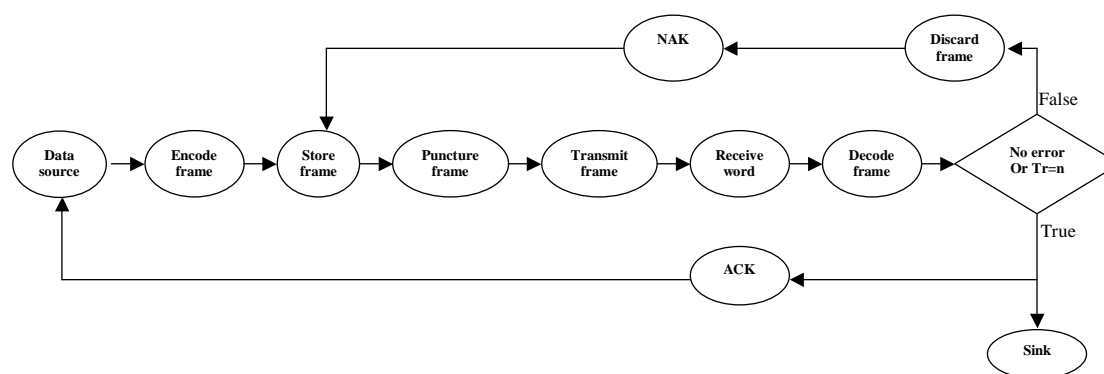 NAK
Discard
frame
False
Data
source
Encode
frame
Store
frame
Puncture
frame
Transmit
frame
Receive
word
Decode
frame
No error
Or Tr=n
True
ACK
Sink